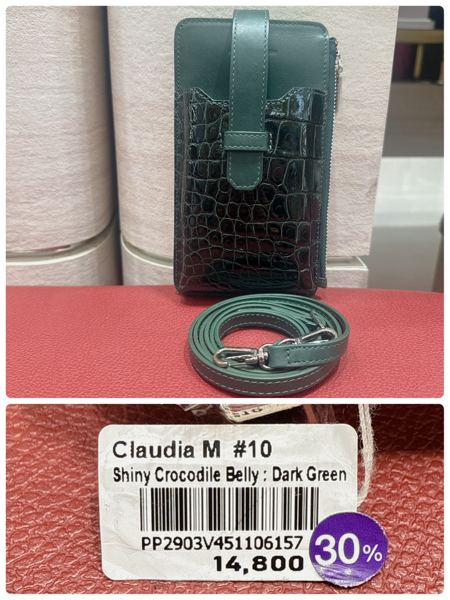 Claudia M #10
Shiny Crocodile Belly : Dark Green
PP2903V451106157
14,800
30%